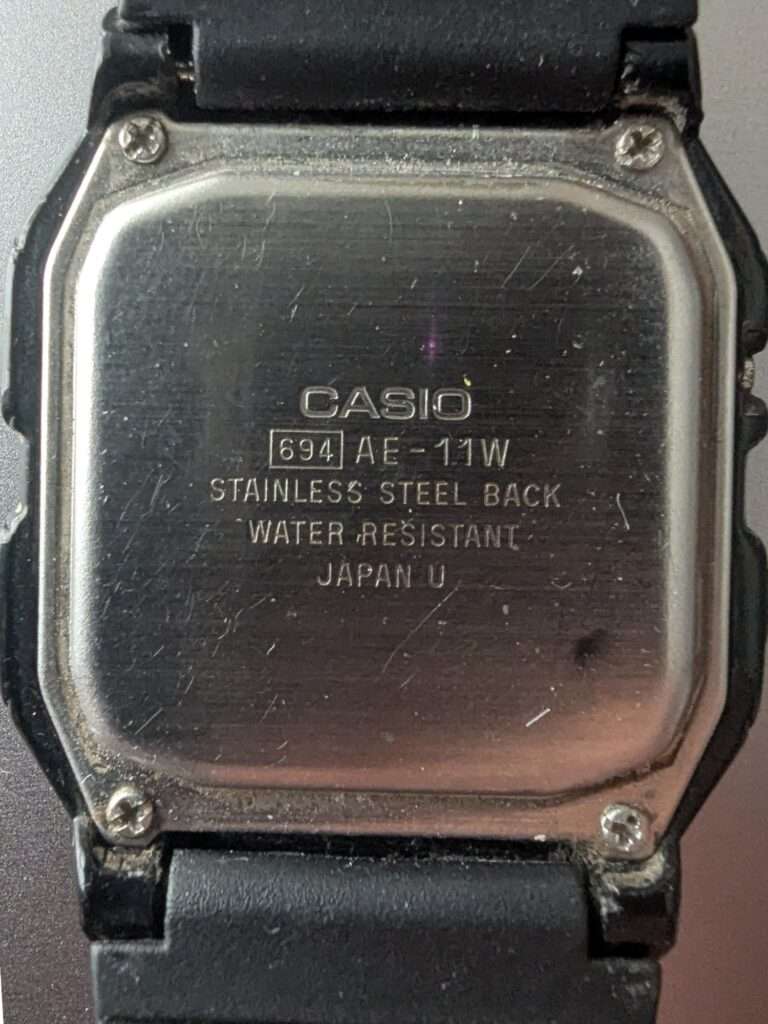 CASIO
694 AE-11W
STAINLESS STEEL BACK
WATER RESISTANT
JAPAN U